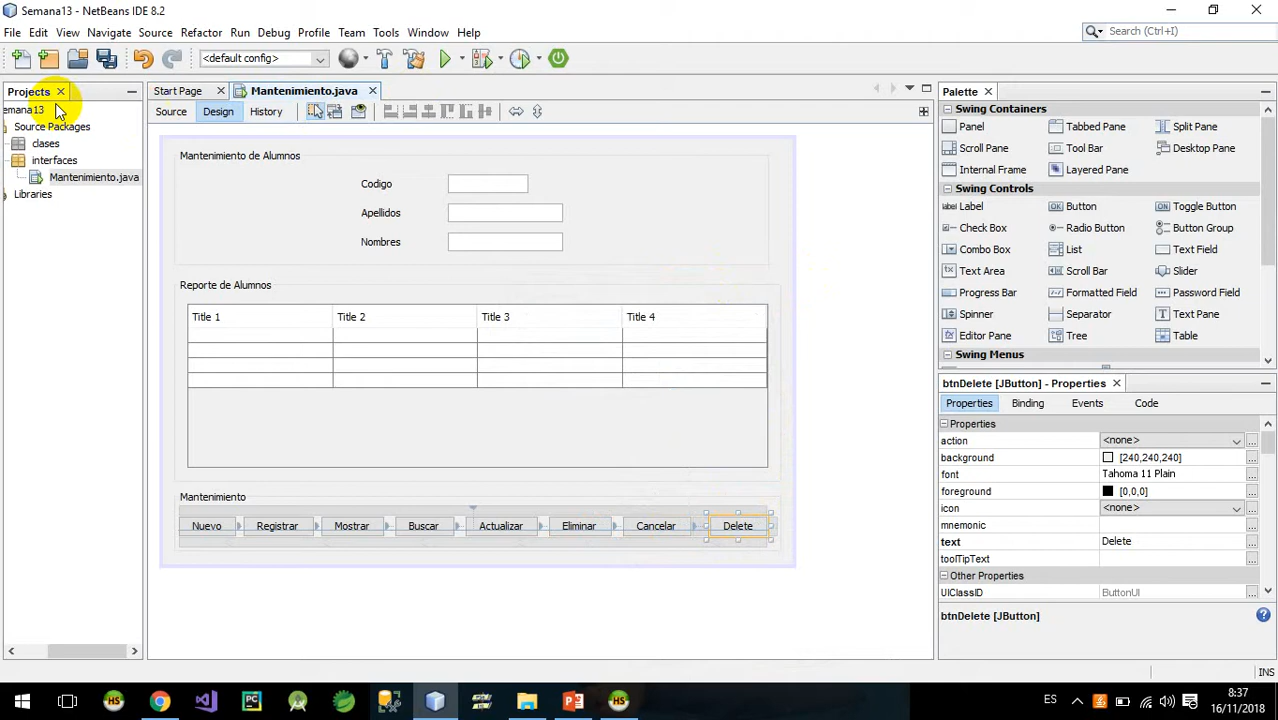 Semana13 - NetBeans IDE 8.2
File Edit View Navigate Source Refactor Run Debug Profile Team Tools Window Help
Search (Ctrl+I)
<default config>
Projects
Start Page
Mantenimiento.java
Palette
emana13
Source Packages
clases
interfaces
Mantenimiento.java
Libraries
Source Design History
Mantenimiento de Alumnos
Codigo
Apellidos
Nombres
Reporte de Alumnos
Title 1 Title 2 Title 3 Title 4
Mantenimiento
Nuevo Registrar Mostrar Buscar Actualizar Eliminar Cancelar Delete
Swing Containers
Panel Tabbed Pane Split Pane
Scroll Pane Tool Bar Desktop Pane
Internal Frame Layered Pane
Swing Controls
label Label OK Button ON Toggle Button
Check Box Radio Button Button Group
Combo Box List Text Field
Text Area Scroll Bar Slider
Progress Bar Formatted Field Password Field
Spinner Separator Text Pane
Editor Pane Tree Table
Swing Menus
btnDelete [JButton] - Properties
Properties Binding Events Code
Properties
action <none>
background [240,240,240]
font Tahoma 11 Plain
foreground [0,0,0]
icon <none>
mnemonic
text Delete
toolTipText
Other Properties
UIClassID ButtonUI
btnDelete [JButton]
INS
HS
PC
HS
ES
8:37
16/11/2018